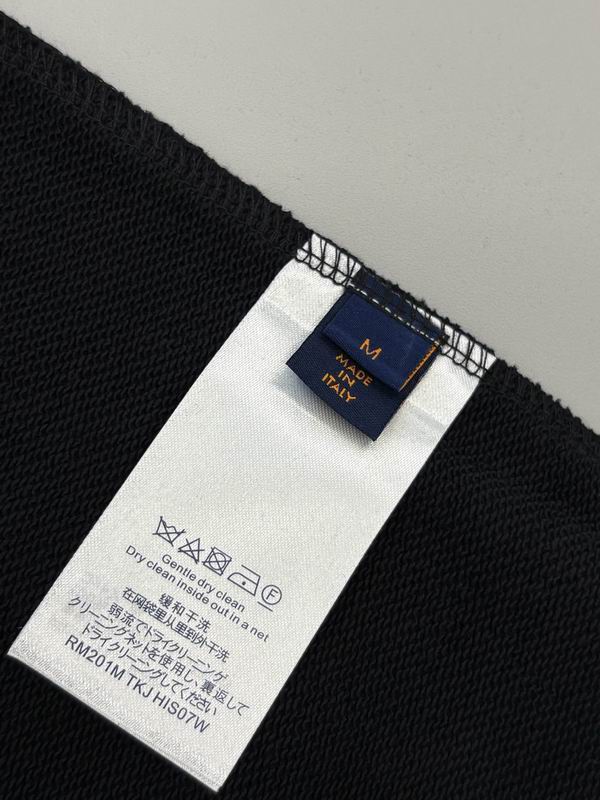 M
MADE
IN
ITALY
F
Gentle dry clean
Dry clean inside out in a net
缓和干洗
在网袋里从里到外干洗
弱流でドライクリーニング
クリーニングネットを使用し、裏返して
ドライクリーニングしてください
RM201M TKJ HIS07W